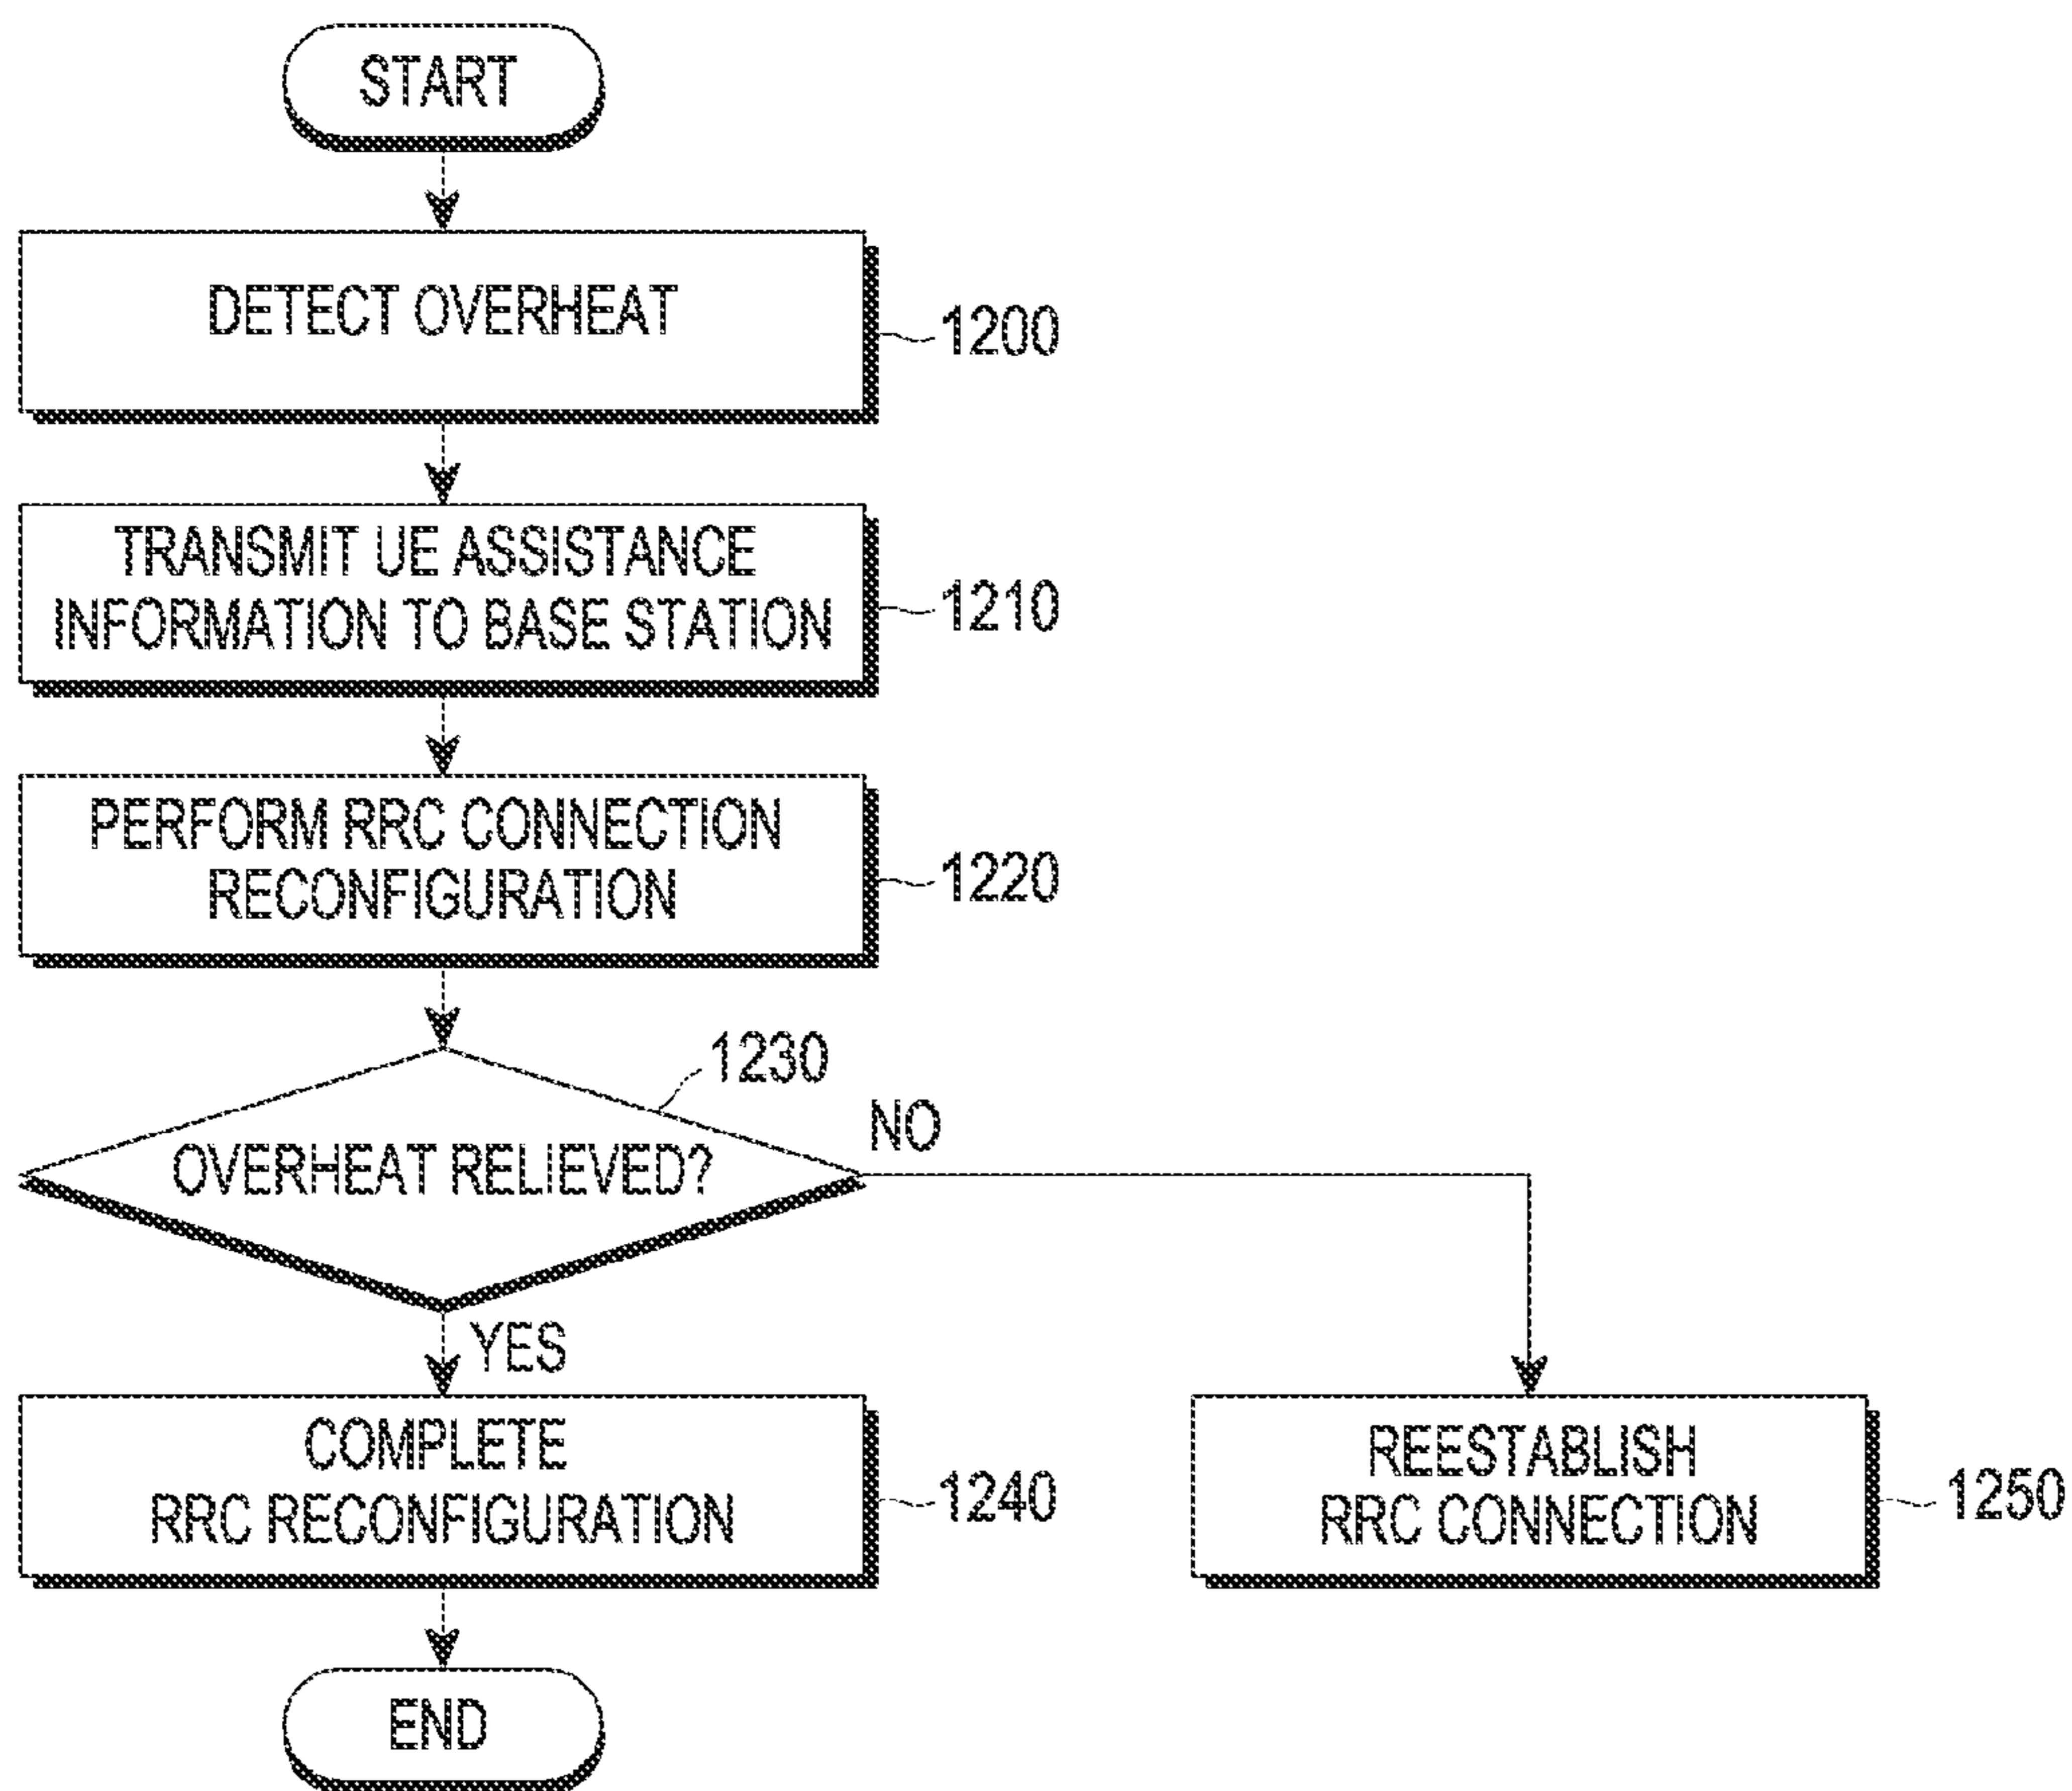 START
DETECT OVERHEAT
1200
TRANSMIT UE ASSISTANCE
INFORMATION TO BASE STATION
1210
PERFORM RRC CONNECTION
RECONFIGURATION
1220
1230
OVERHEAT RELIEVED?
NO
YES
COMPLETE
RRC RECONFIGURATION
1240
REESTABLISH
RRC CONNECTION
1250
END